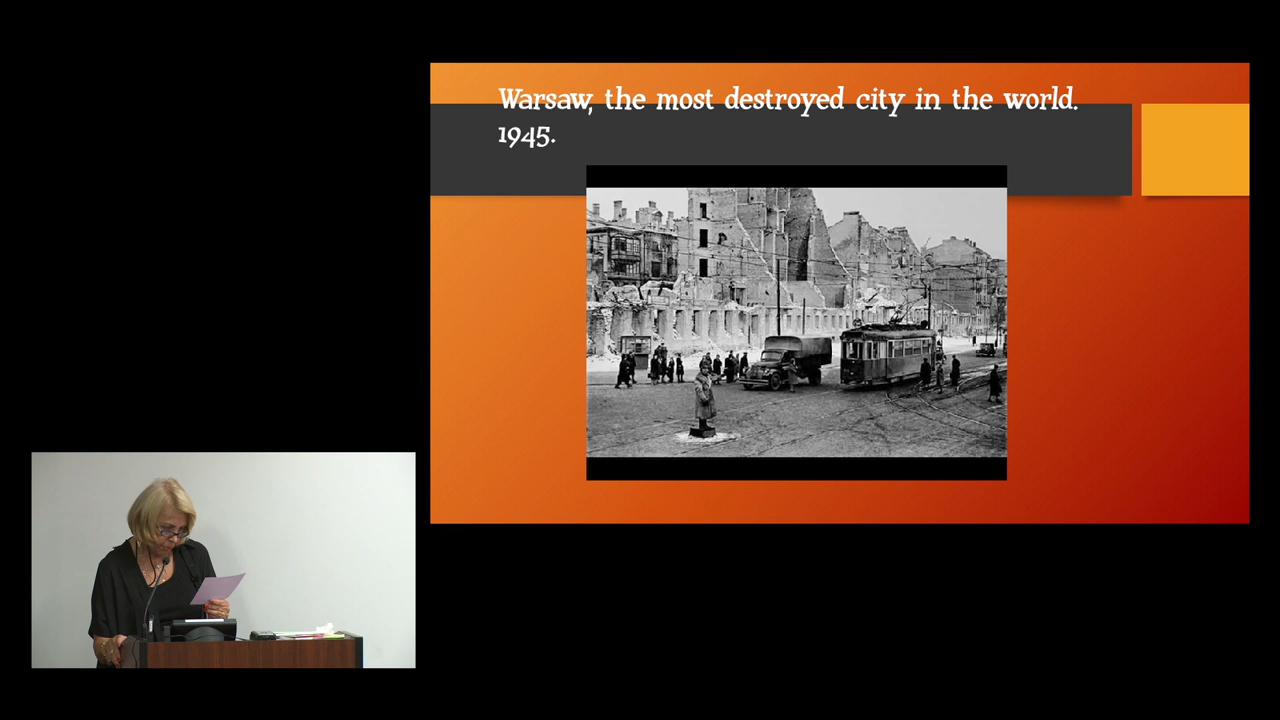 Warsaw, the most destroyed city in the world.
1945.